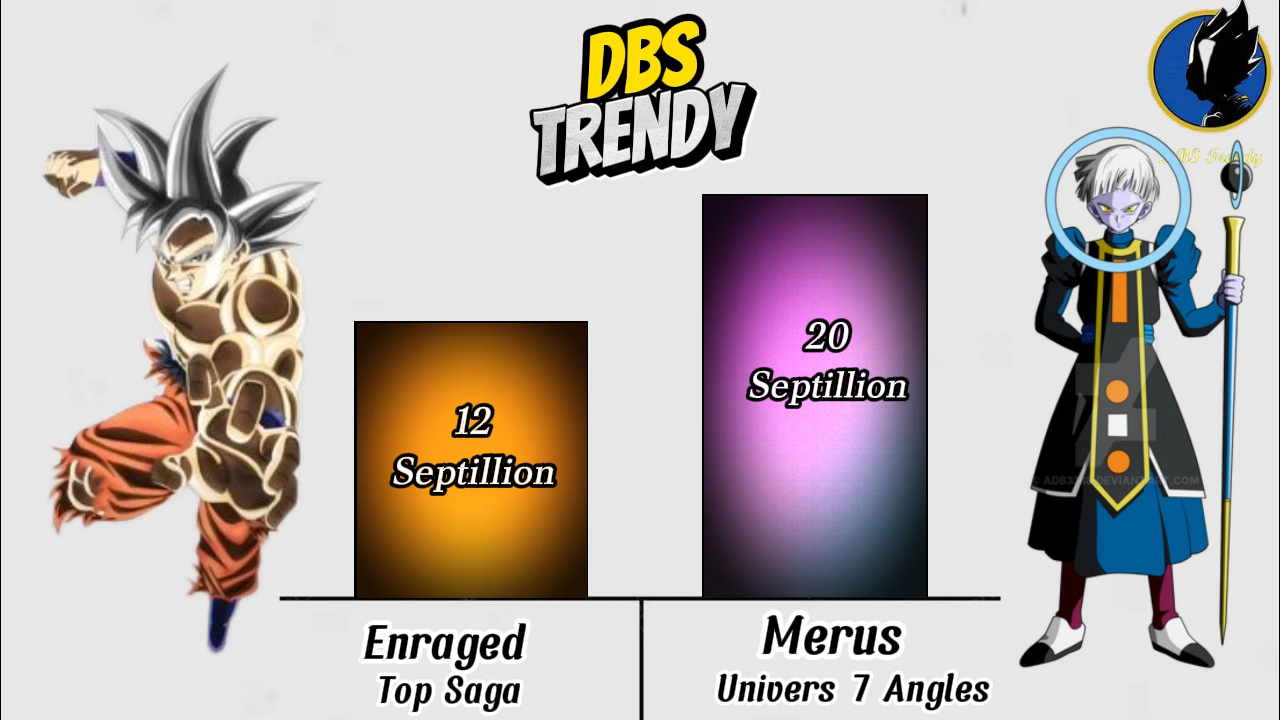 DBS
TRENDY
12
Septillion
20
Septillion
Enraged
Top Saga
Merus
Univers 7 Angles